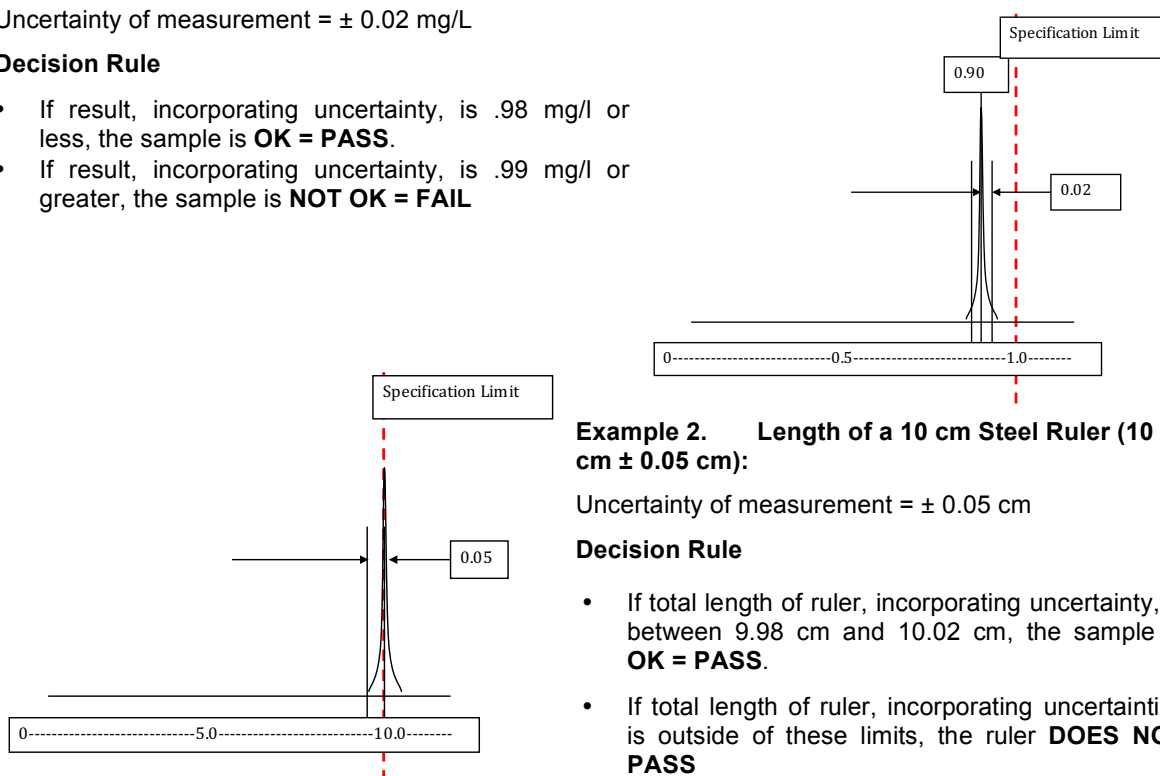 Uncertainty of measurement = ± 0.02 mg/L
Decision Rule
• If result, incorporating uncertainty, is .98 mg/l or
less, the sample is OK = PASS.
• If result, incorporating uncertainty, is .99 mg/l or
greater, the sample is NOT OK = FAIL
Specification Limit
0.90
0.02
0-----------------------------0.5----------------------------1.0--------
Specification Limit
0.05
0-----------------------------5.0---------------------------10.0--------
Example 2. Length of a 10 cm Steel Ruler (10
cm ± 0.05 cm):
Uncertainty of measurement = ± 0.05 cm
Decision Rule
• If total length of ruler, incorporating uncertainty,
between 9.98 cm and 10.02 cm, the sample
OK = PASS.
• If total length of ruler, incorporating uncertainti
is outside of these limits, the ruler DOES NO
PASS